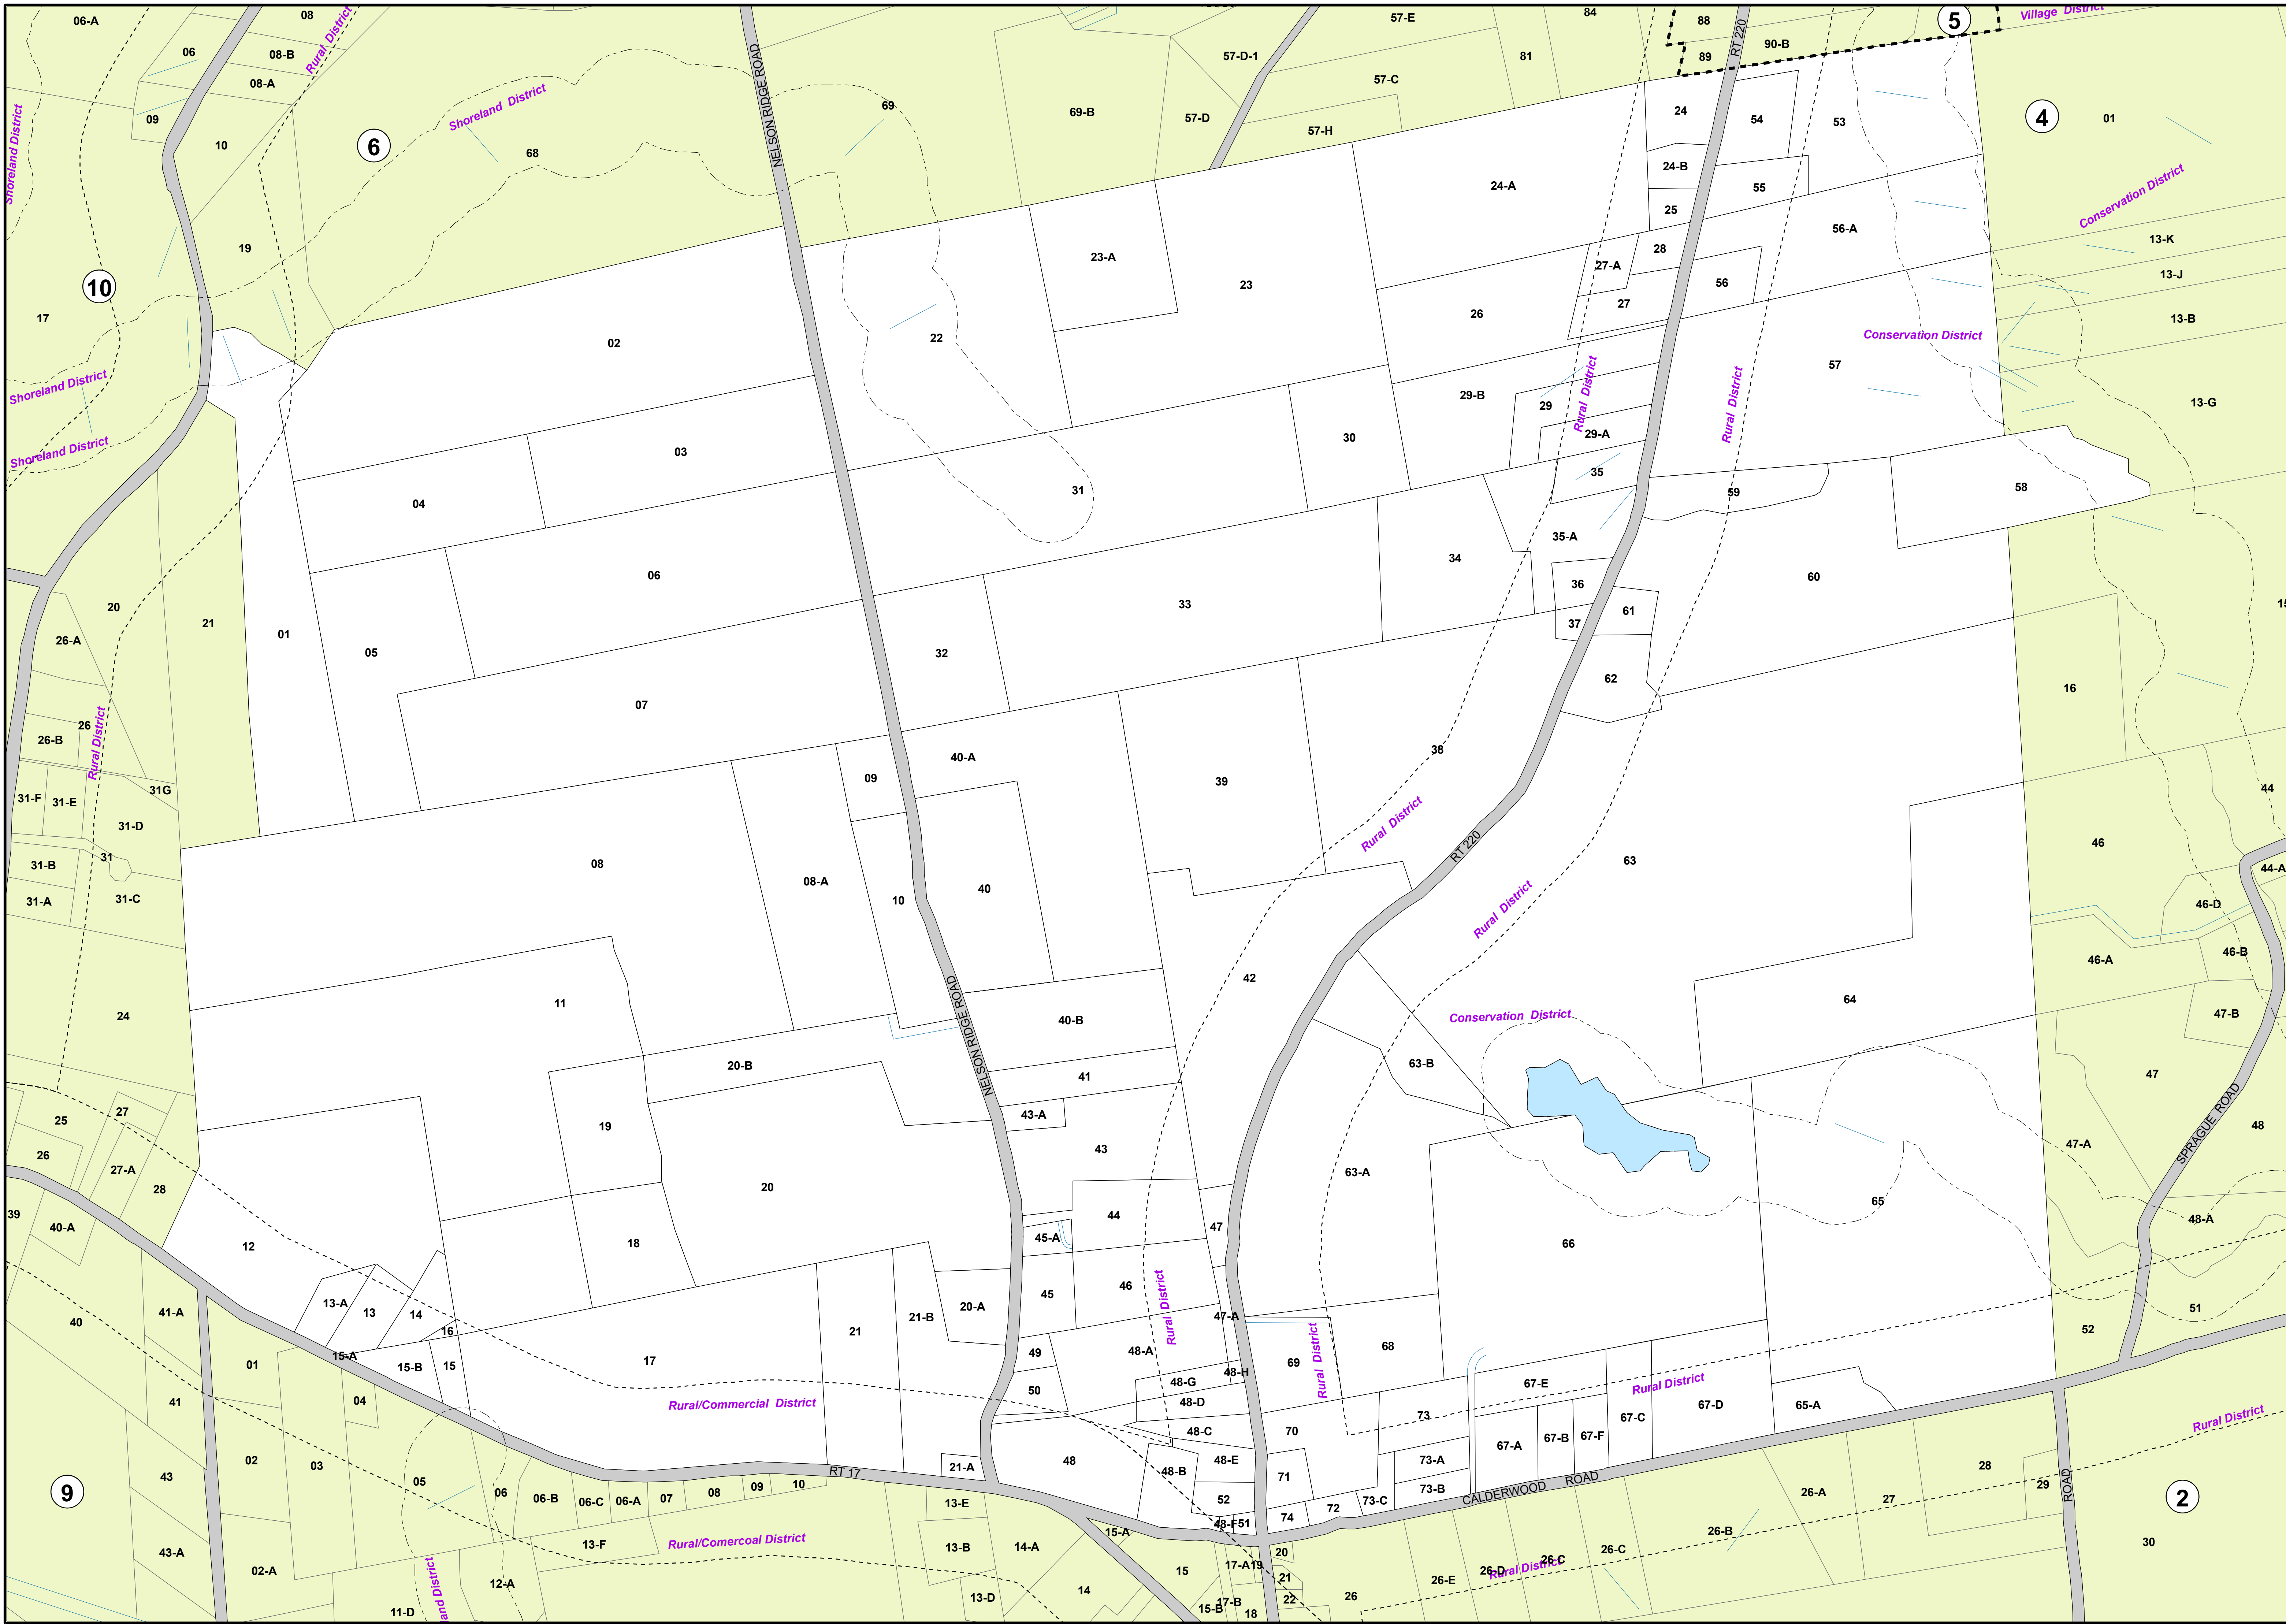 06-A
08
Rural District
57-E
84
88
RT 220
5
Village District
06
08-B
NELSON RIDGE ROAD
57-D-1
81
89
90-B
08-A
57-C
Shoreland District
Shoreland District
09
10
6
69
68
69-B
57-D
57-H
24
54
53
4
01
24-B
24-A
55
25
Conservation District
19
56-A
28
13-K
23-A
27-A
10
23
56
13-J
17
27
26
13-B
02
22
Conservation District
57
Shoreland District
Rural District
Rural District
29-B
29
13-G
29-A
30
03
Shoreland District
35
04
31
59
58
35-A
34
06
60
36
20
33
61
15
21
01
37
26-A
05
32
62
16
07
26
26-B
Rural District
38
40-A
09
39
31G
44
31-F
31-E
31-D
Rural District
RT 220
46
31
31-B
08
63
44-A
08-A
40
31-A
31-C
10
Rural District
46-D
46-B
46-A
42
11
64
NELSON RIDGE ROAD
24
Conservation District
40-B
47-B
20-B
63-B
41
47
27
43-A
25
19
SPRAGUE ROAD
48
26
47-A
43
27-A
63-A
28
20
65
39
44
48-A
40-A
47
45-A
18
12
66
46
45
13-A
20-A
51
41-A
13
14
Rural District
47-A
21-B
40
16
21
52
68
48-A
49
15-A
17
69
01
15-B
15
Rural District
48-H
48-G
67-E
Rural District
50
04
41
48-D
Rural/Commercial District
67-D
65-A
73
67-C
Rural District
48-C
70
67-B
67-F
67-A
02
48-E
73-A
48
03
21-A
28
43
RT 17
48-B
71
05
ROAD
29
10
09
73-B
CALDERWOOD ROAD
9
06
08
2
07
06-B
06-C
06-A
52
73-C
26-A
27
13-E
72
74
48-F
51
26-B
15-A
Rural/Comercoal District
13-F
13-B
14-A
30
43-A
20
26-C
26-C
02-A
15
17-A
19
26-D
Rural District
21
26-E
12-A
14
and District
26
13-D
22
17-B
15-B
11-D
18